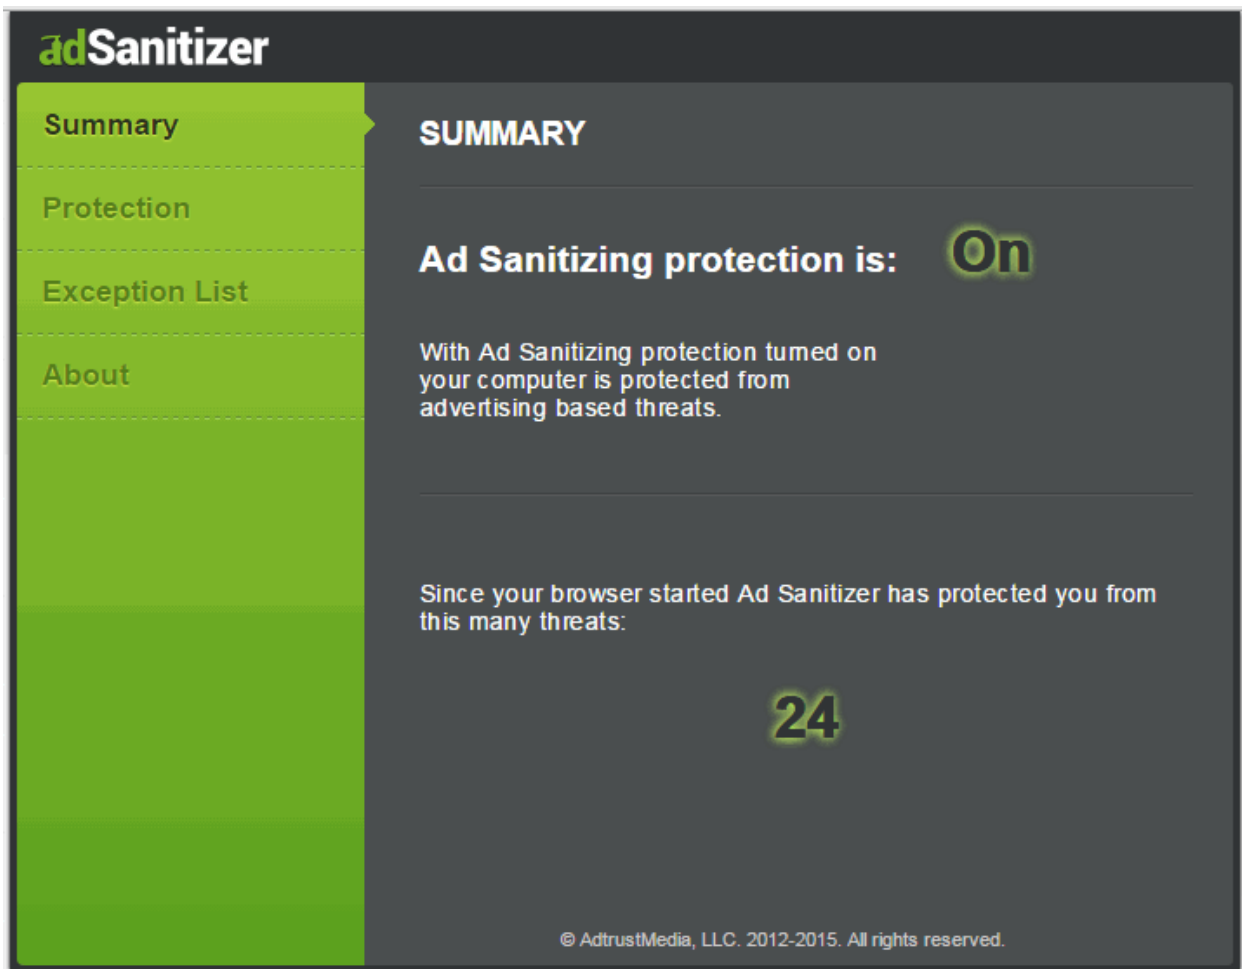 adSanitizer
Summary
Protection
Exception List
About
SUMMARY
Ad Sanitizing protection is: On
With Ad Sanitizing protection turned on
your computer is protected from
advertising based threats.
Since your browser started Ad Sanitizer has protected you from
this many threats:
24
© AdtrustMedia, LLC. 2012-2015. All rights reserved.